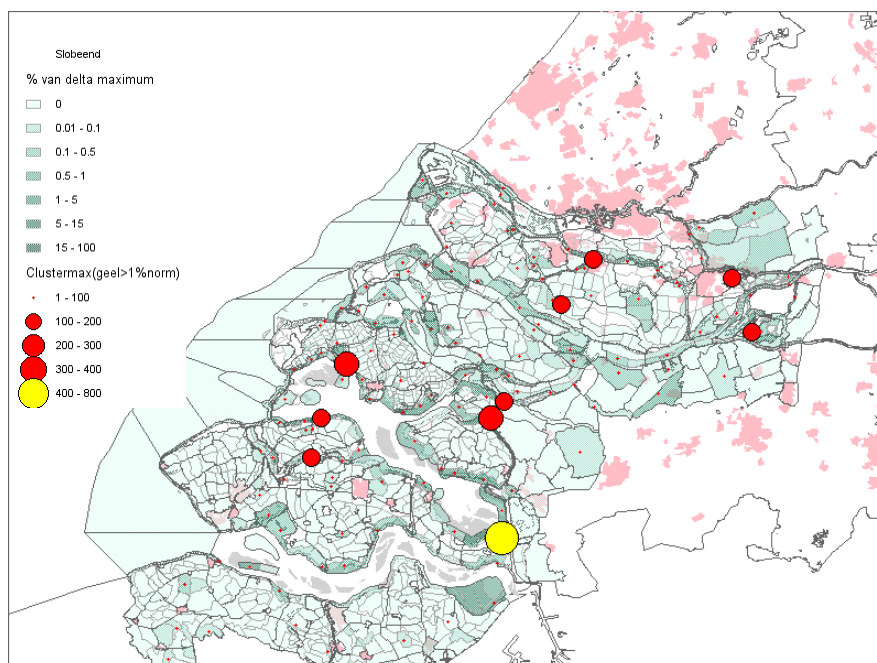 Slobeend
% van delta maximum
0
0.01 - 0.1
0.1 - 0.5
0.5 - 1
1 - 5
5 - 15
15 - 100
Clustermax(geel>1%norm)
1 - 100
100 - 200
200 - 300
300 - 400
400 - 800